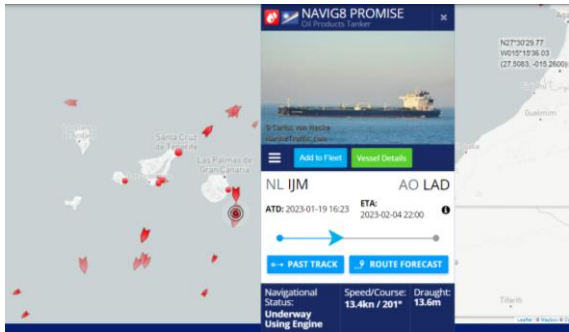 NAVIG8 PROMISE
Oil Products Tanker
N27°30'29.77
W015°15'36.03
(27.5083, -015.2600)
Guelmim
Santa Cruz
de Tenerife
Las Palmas de
Gran Canaria
Add to Fleet
Vessel Details
NL IJM
AO LAD
ATD: 2023-01-19 16:23
ETA:
2023-02-04 22:00
PAST TRACK
ROUTE FORECAST
Navigational
Status:
Underway
Using Engine
Speed/Course:
13.4kn / 201°
Draught:
13.6m
Tifariti
Leaflet